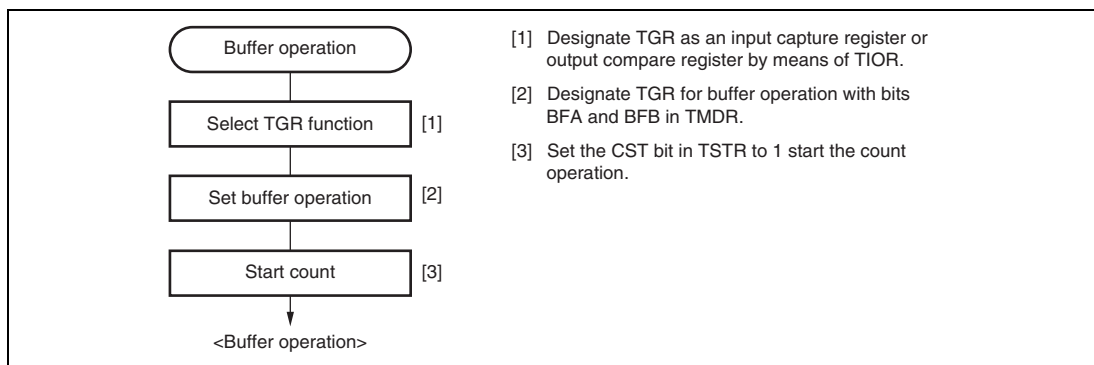 Buffer operation
Select TGR function [1]
Set buffer operation [2]
Start count [3]
<Buffer operation>
[1] Designate TGR as an input capture register or
output compare register by means of TIOR.
[2] Designate TGR for buffer operation with bits
BFA and BFB in TMDR.
[3] Set the CST bit in TSTR to 1 start the count
operation.